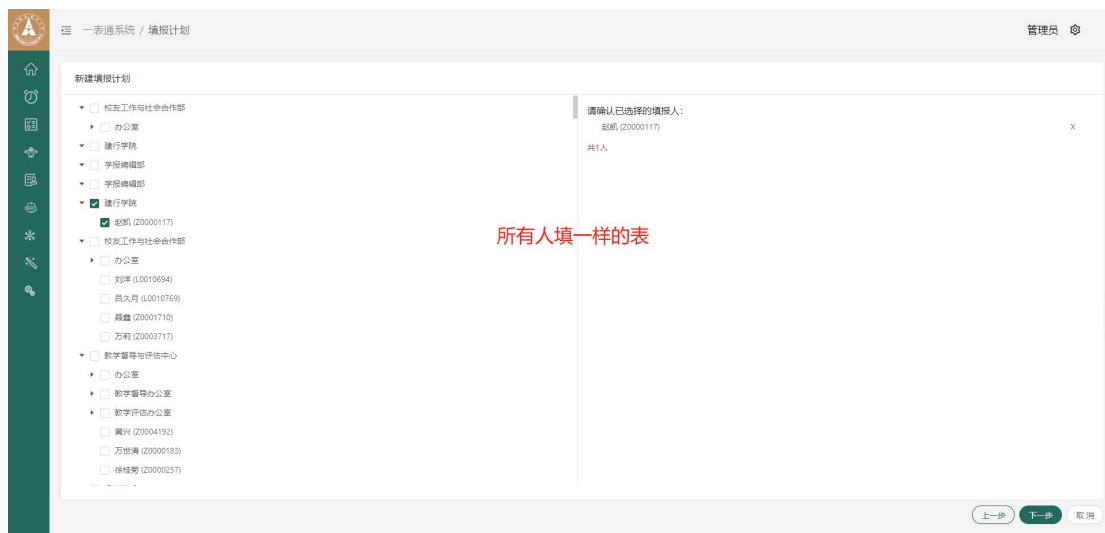 一表通系统 / 填报计划
管理员
新建填报计划
校友工作与社会合作部
办公室
建行学院
学报编辑部
学报编辑部
建行学院
赵凯 (Z0000117)
校友工作与社会合作部
办公室
刘洋 (L0010694)
吕久月 (L0010769)
聂鑫 (Z0001710)
万莉 (Z0003717)
教学督导与评估中心
办公室
教学督导办公室
教学评估办公室
黄兴 (Z0004192)
万世涛 (Z0000183)
徐桂菊 (Z0000257)
请确认已选择的填报人:
赵凯 (Z0000117) X
共1人
所有人填一样的表
上一步 下一步 取消